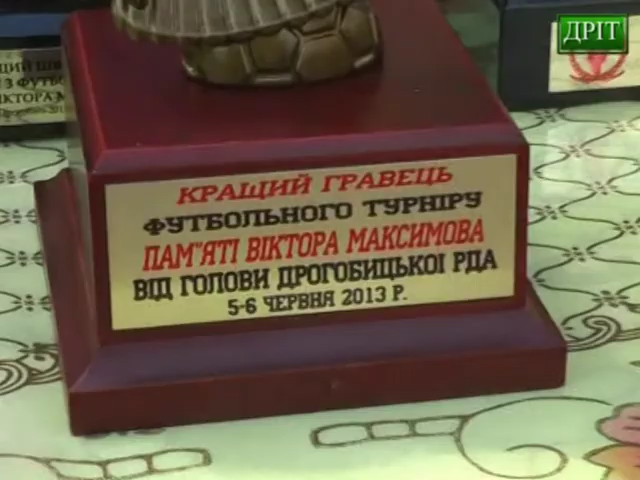 ДРІТ
КРАЩИЙ ГРАВЕЦЬ
ФУТБОЛЬНОГО ТУРНІРУ
ПАМ"ЯТІ ВІКТОРА МАКСИМОВА
ВІД ГОЛОВИ ДРОГОБИЦЬКОЇ РДА
5-6 ЧЕРВНЯ 2013 Р.